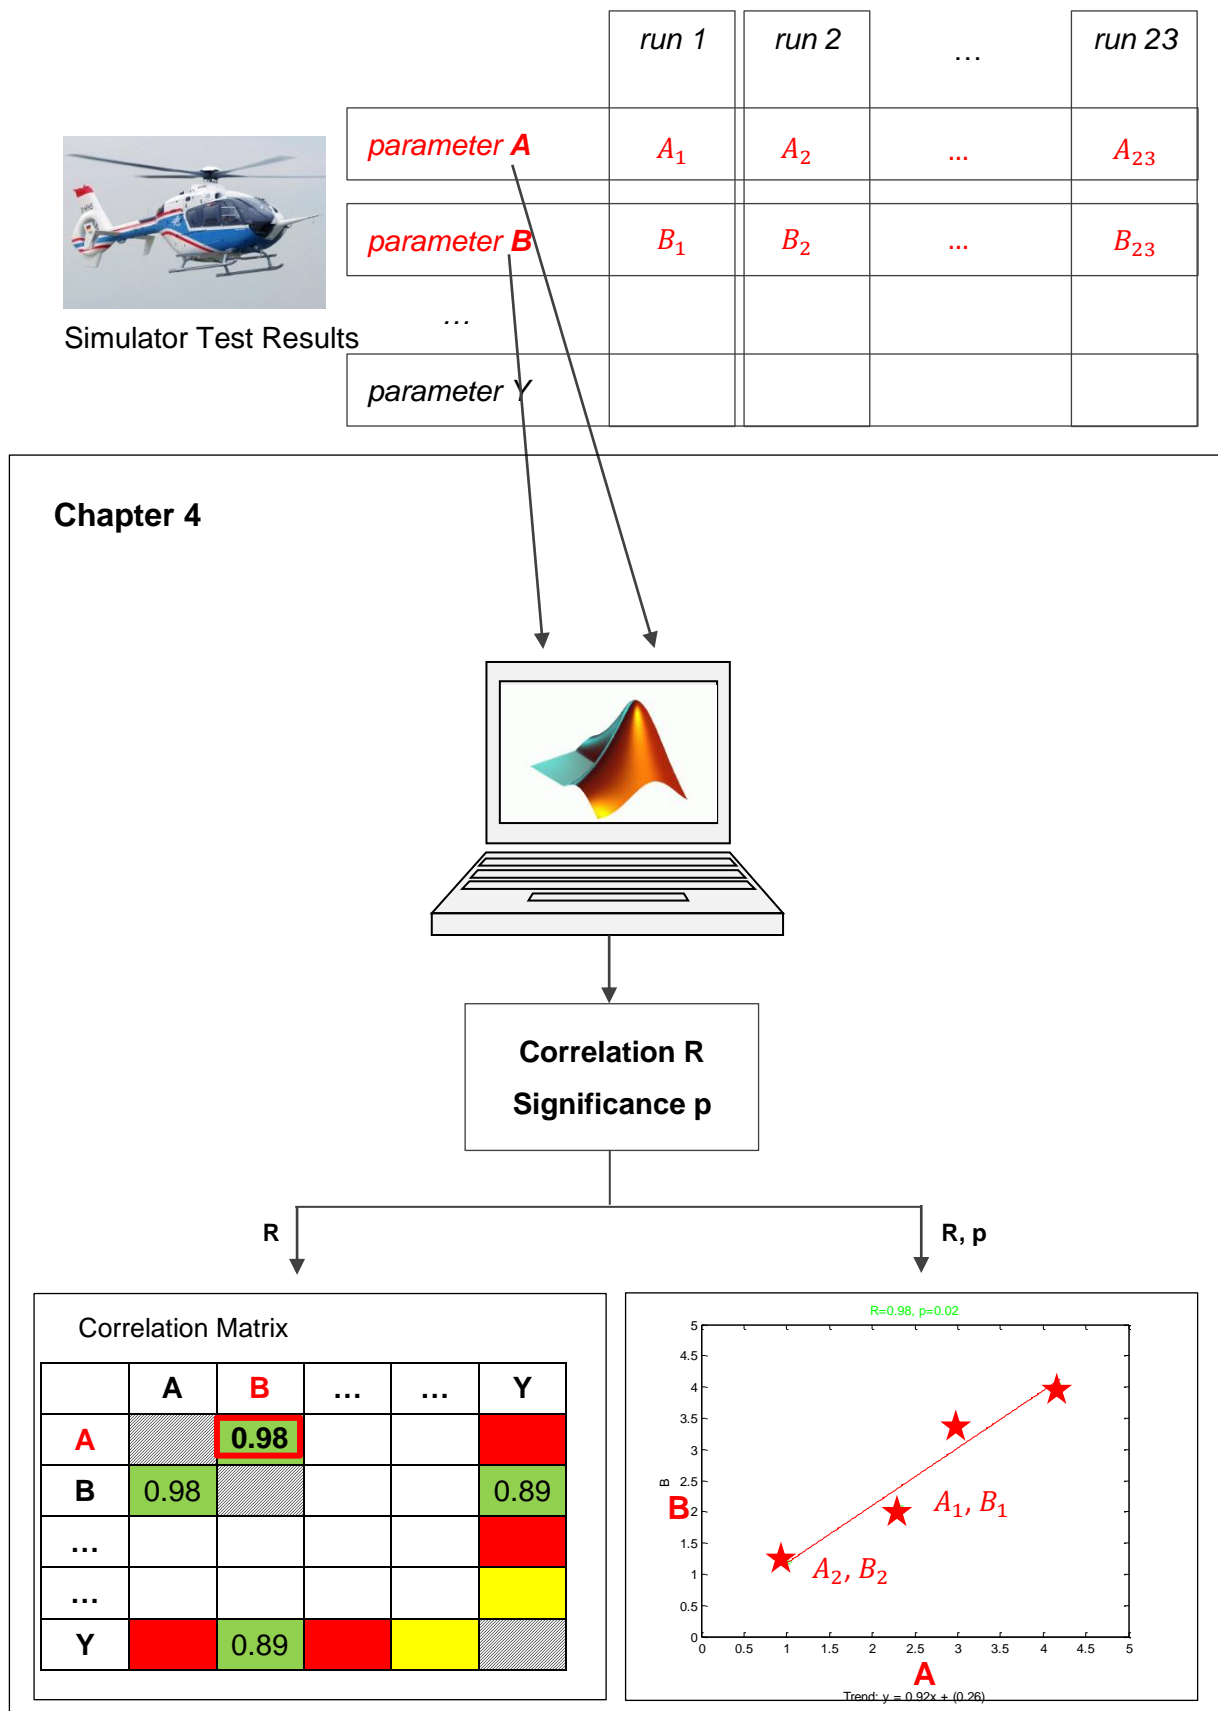 run 1 run 2 … run 23
parameter A A1 A2 ... A23
parameter B B1 B2 ... B23
Simulator Test Results
…
parameter Y
Chapter 4
Correlation R
Significance p
R
R, p
Correlation Matrix
A B … … Y
A 0.98
B 0.98 0.89
…
…
Y 0.89
R=0.98, p=0.02
5
4.5
4
3.5
3
2.5
2
1.5
1
0.5
0
B
B
A1, B1
A2, B2
0 0.5 1 1.5 2 2.5 3 3.5 4 4.5 5
A
Trend: y = 0.92x + (0.26)